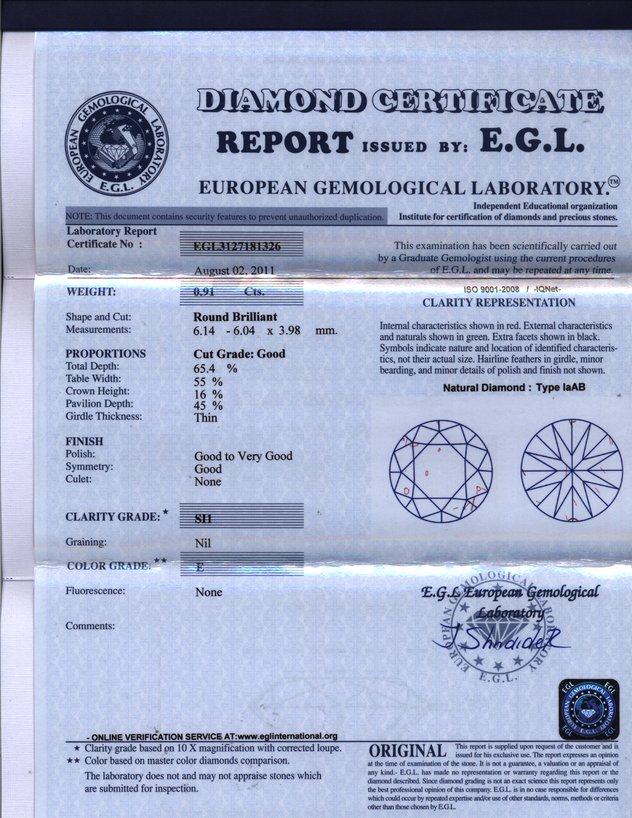 EUROPEAN GEMOLOGICAL LABORATORY
E.G.L.
DIAMOND CERTIFICATE
REPORT ISSUED BY: E.G.L.
EUROPEAN GEMOLOGICAL LABORATORY.™
Independent Educational organization
NOTE: This document contains security features to prevent unauthorized duplication.
Institute for certification of diamonds and precious stones.
Laboratory Report
Certificate No : EGL3127181326
Date: August 02, 2011
This examination has been scientifically carried out
by a Graduate Gemologist using the current procedures
of E.G.L. and may be repeated at any time.
WEIGHT: 0.91 Cts.
ISO 9001-2008 / -IQNet-
CLARITY REPRESENTATION
Shape and Cut: Round Brilliant
Measurements: 6.14 - 6.04 x 3.98 mm.
Internal characteristics shown in red. External characteristics
and naturals shown in green. Extra facets shown in black.
Symbols indicate nature and location of identified characteris-
tics, not their actual size. Hairline feathers in girdle, minor
bearding, and minor details of polish and finish not shown.
PROPORTIONS Cut Grade: Good
Total Depth: 65.4 %
Table Width: 55 %
Crown Height: 16 %
Pavilion Depth: 45 %
Girdle Thickness: Thin
Natural Diamond : Type IaAB
FINISH
Polish: Good to Very Good
Symmetry: Good
Culet: None
CLARITY GRADE: ★ SI1
Graining: Nil
COLOR GRADE: ★★ E
Fluorescence: None
Comments:
E.G.L European Gemological
Laboratory
J Shnaider
EUROPEAN GEMOLOGICAL LABORATORY
E.G.L.
EGL EGL
EUROPEAN GEMOLOGICAL LABORATORY
E.G.L.
EGL EGL
- ONLINE VERIFICATION SERVICE AT:www.eglinternational.org
★ Clarity grade based on 10 X magnification with corrected loupe.
★★ Color based on master color diamonds comparison.
The laboratory does not and may not appraise stones which
are submitted for inspection.
ORIGINAL This report is supplied upon request of the customer and is
issued for his exclusive use. The report expresses an opinion
at the time of examination of the stone. It is not a guarantee, a valuation or an appraisal of
any kind.- E.G.L. has made no representation or warranty regarding this report or the
diamond described. Since diamond grading is not an exact science this report represents only
the best professional opinion of this company. E.G.L. is in no case responsible for differences
which could occur by repeated expertise and/or use of other standards, norms, methods or criteria
other than those chosen by E.G.L.